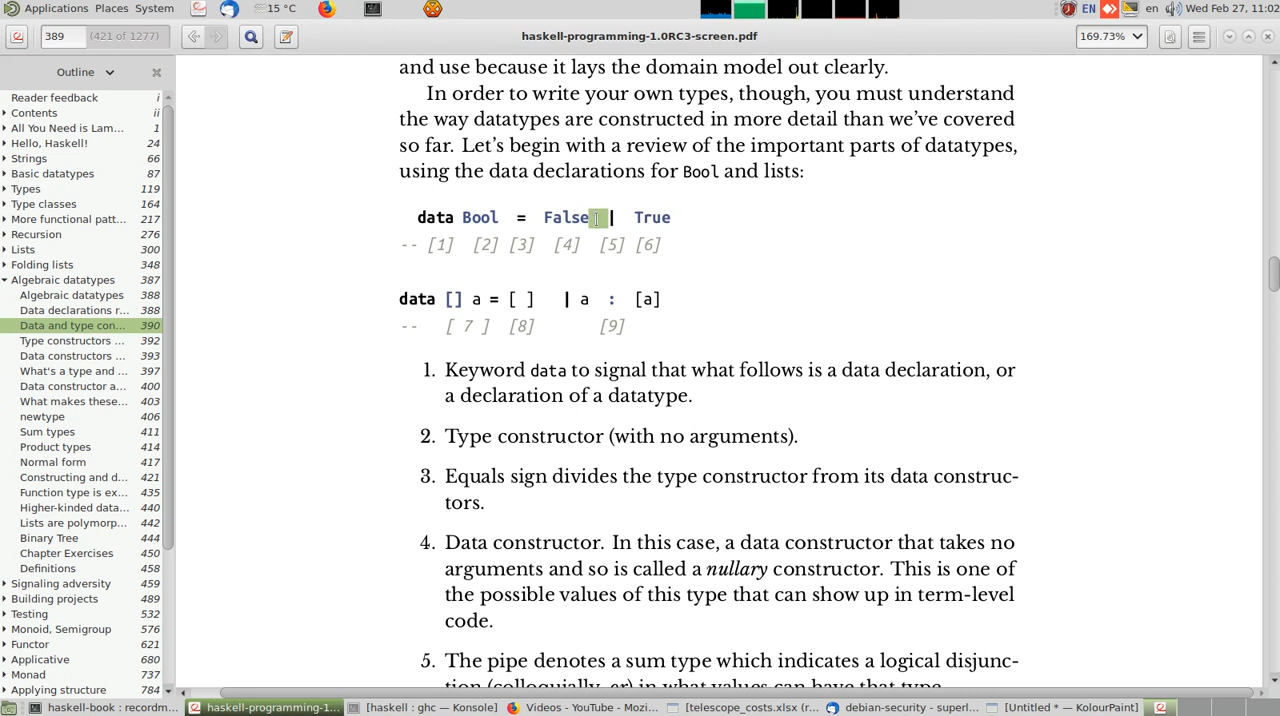 Applications Places System 15 °C EN en Wed Feb 27, 11:02
389 (421 of 1277) haskell-programming-1.0RC3-screen.pdf 169.73%
Outline
Reader feedback i
Contents ii
All You Need is Lam... 1
Hello, Haskell! 24
Strings 66
Basic datatypes 87
Types 119
Type classes 164
More functional patt... 217
Recursion 234
Lists 298
Folding lists 348
Algebraic datatypes 387
Algebraic datatypes 388
Data declarations r... 388
Data and type con... 390
Type constructors ... 392
Data constructors ... 393
What's a type and ... 397
Data constructor a... 400
What makes these... 403
newtype 406
Sum types 411
Product types 414
Normal form 417
Constructing and d... 421
Function type is ex... 435
Higher-kinded data... 440
Lists are polymorp... 442
Binary Tree 444
Chapter Exercises 450
Definitions 458
Signaling adversity 459
Building projects 489
Testing 532
Monoid, Semigroup 576
Functor 621
Applicative 680
Monad 737
Applying structure 784
and use because it lays the domain model out clearly.
In order to write your own types, though, you must understand
the way datatypes are constructed in more detail than we've covered
so far. Let's begin with a review of the important parts of datatypes,
using the data declarations for Bool and lists:
data Bool = False | True
-- [1] [2] [3] [4] [5] [6]
data [] a = [ ] | a : [a]
-- [ 7 ] [8] [9]
1. Keyword data to signal that what follows is a data declaration, or
a declaration of a datatype.
2. Type constructor (with no arguments).
3. Equals sign divides the type constructor from its data construc-
tors.
4. Data constructor. In this case, a data constructor that takes no
arguments and so is called a nullary constructor. This is one of
the possible values of this type that can show up in term-level
code.
5. The pipe denotes a sum type which indicates a logical disjunc-
tion (colloquially, or) in what values can have that type.
haskell-book : recordm... haskell-programming-1... [haskell : ghc — Konsole] Videos - YouTube - Mozi... [telescope_costs.xlsx (r... debian-security - superl... [Untitled * — KolourPaint]